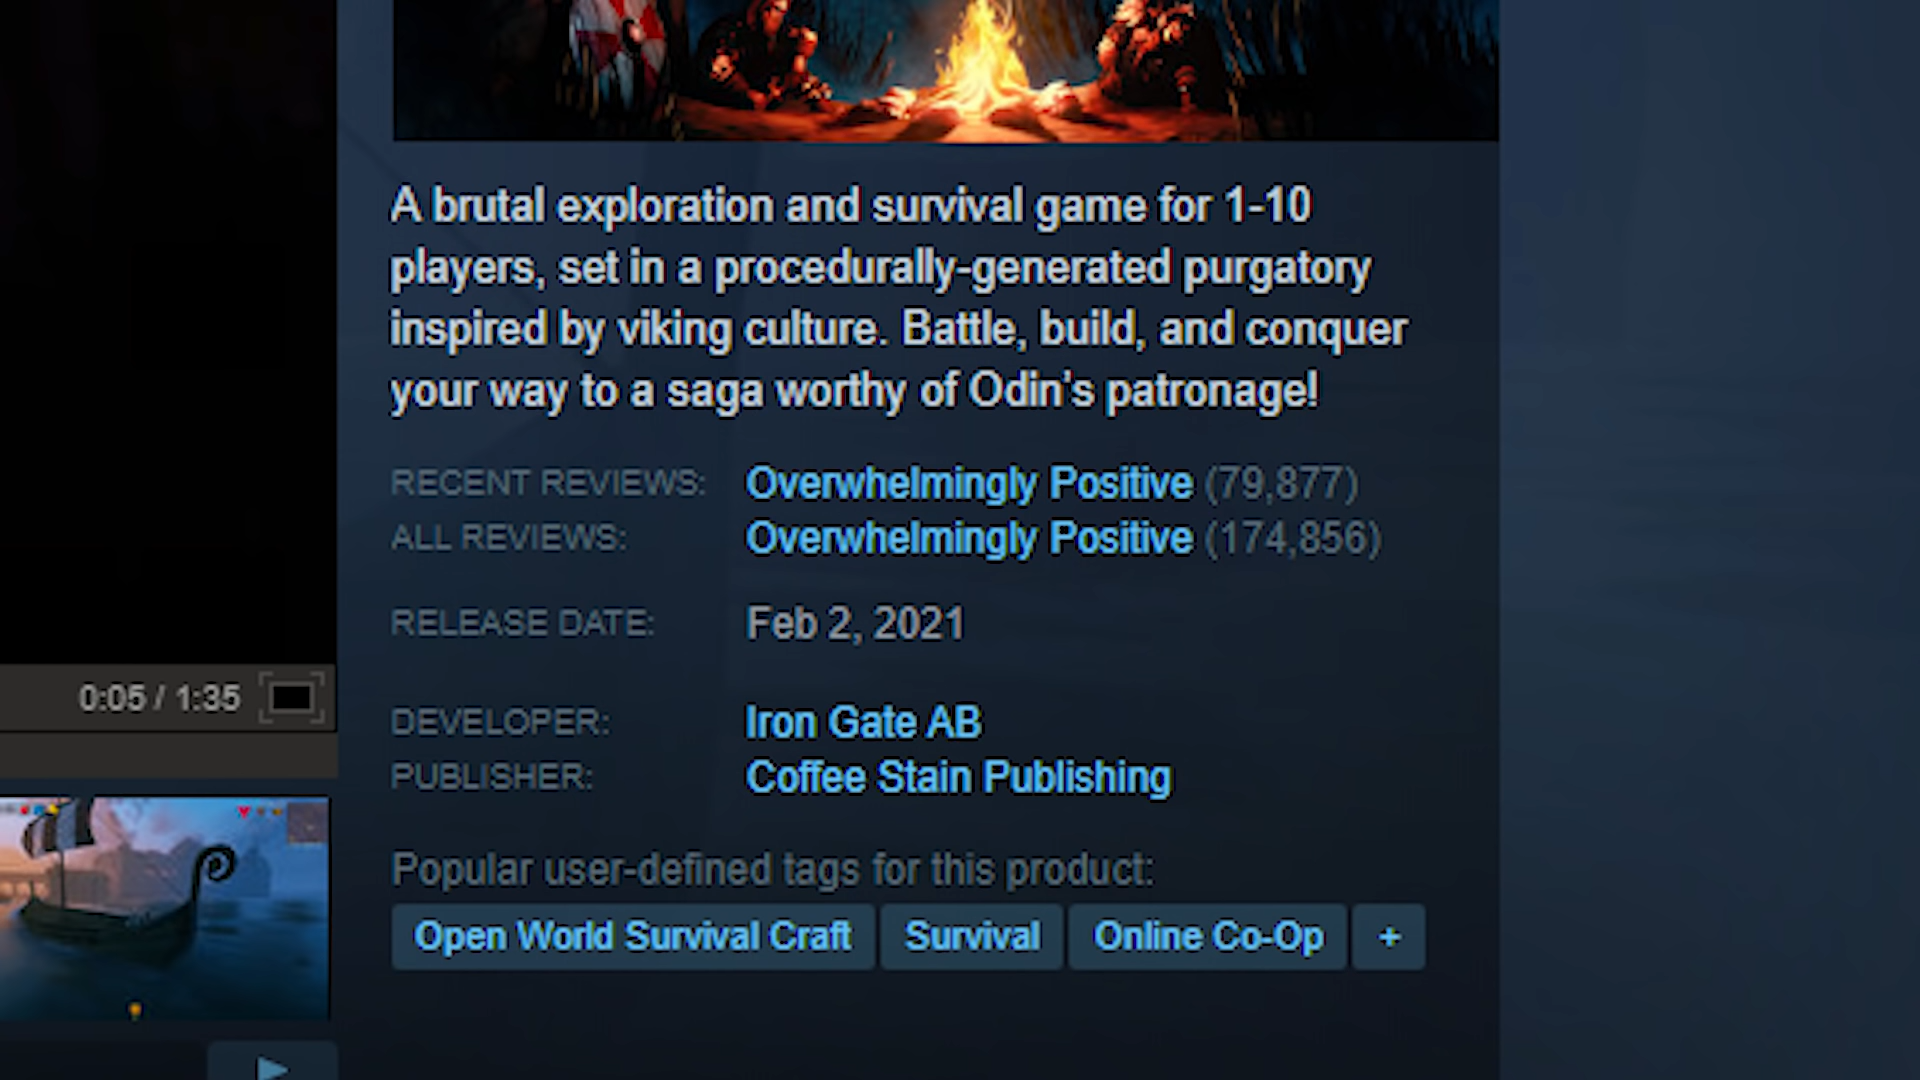 A brutal exploration and survival game for 1-10
players, set in a procedurally-generated purgatory
inspired by viking culture. Battle, build, and conquer
your way to a saga worthy of Odin's patronage!
RECENT REVIEWS: Overwhelmingly Positive (79,877)
ALL REVIEWS: Overwhelmingly Positive (174,856)
RELEASE DATE: Feb 2, 2021
0:05 / 1:35
DEVELOPER: Iron Gate AB
PUBLISHER: Coffee Stain Publishing
Popular user-defined tags for this product:
Open World Survival Craft Survival Online Co-Op +